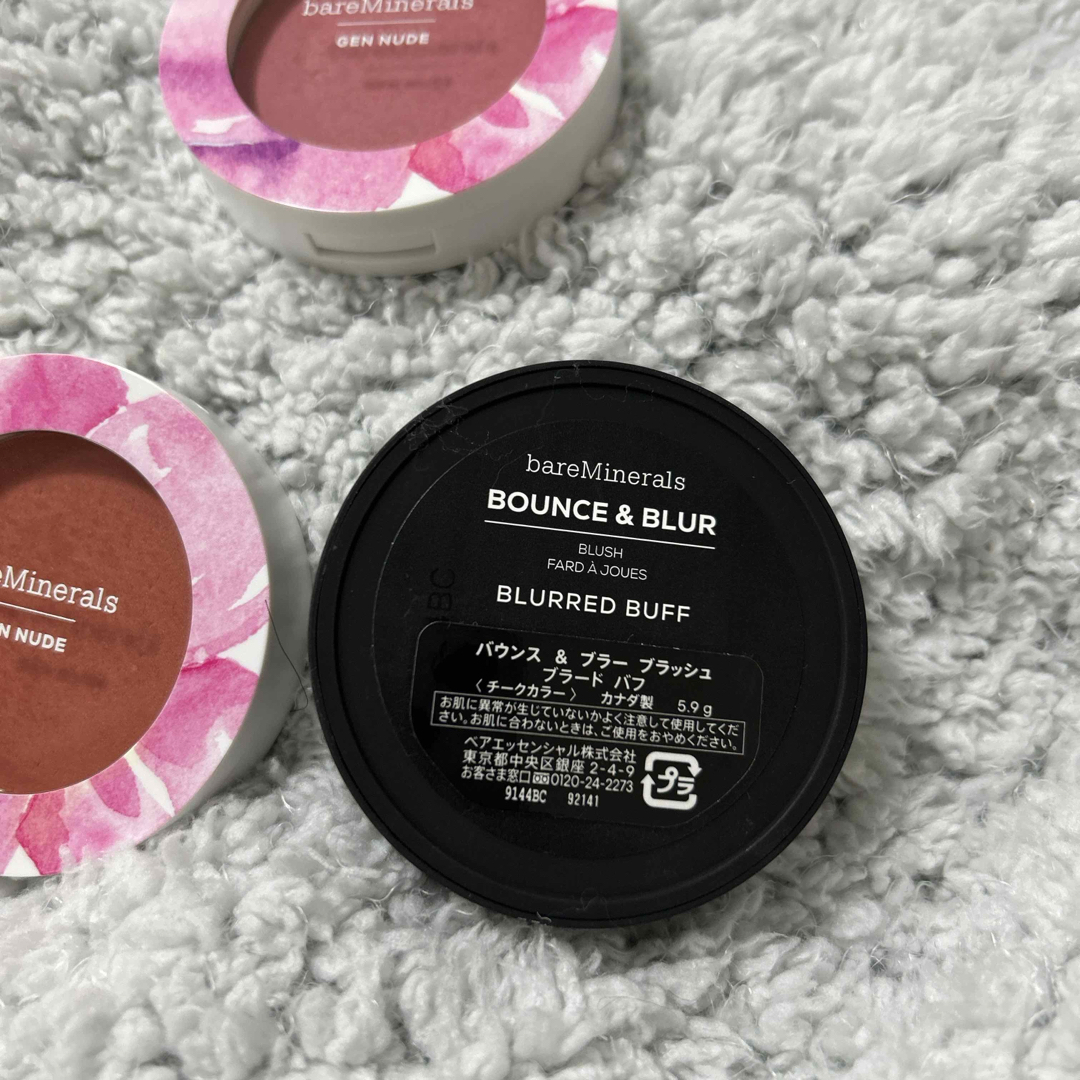 bareMinerals
GEN NUDE
eMinerals
N NUDE
bareMinerals
BOUNCE & BLUR
BLUSH
FARD À JOUES
BLURRED BUFF
BC
バウンス & ブラー ブラッシュ
ブラード バフ
〈チークカラー〉 カナダ製 5.9g
お肌に異常が生じていないかよく注意して使用してくだ
さい。お肌に合わないときは、ご使用をおやめください。
ベアエッセンシャル株式会社
東京都中央区銀座 2-4-9
お客さま窓口 0120-24-2273
プラ
9144BC 92141